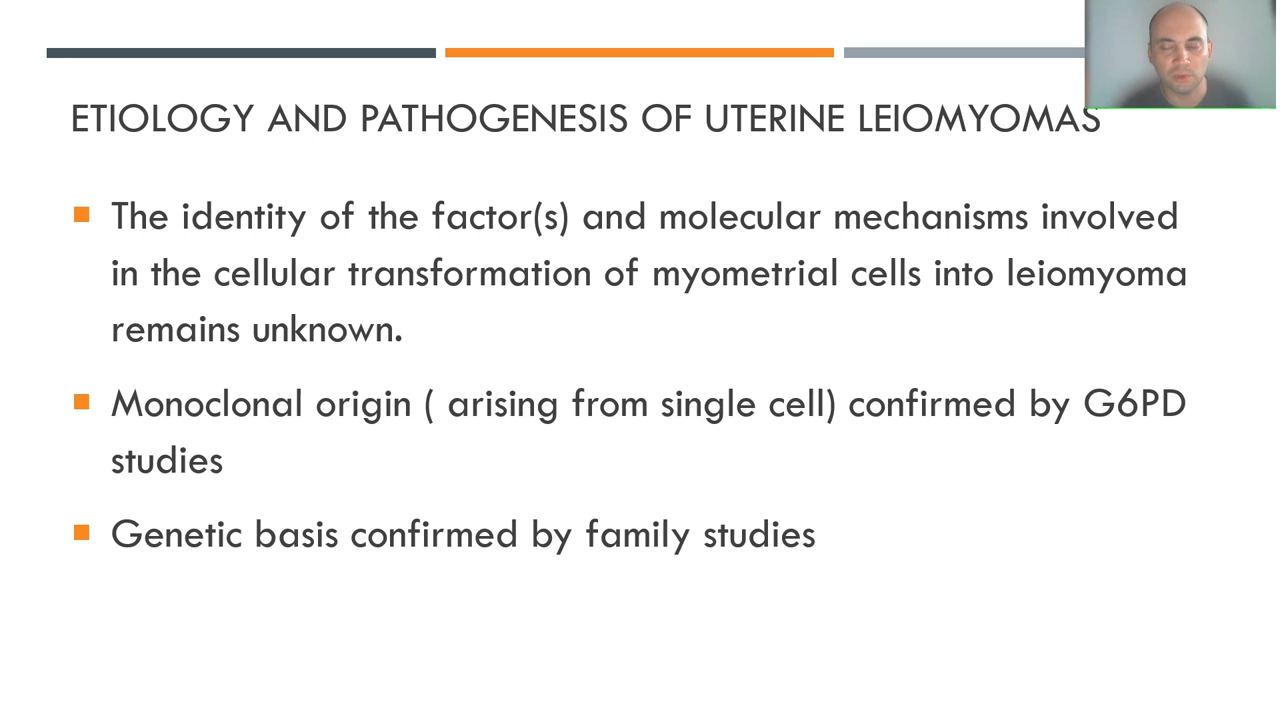 ETIOLOGY AND PATHOGENESIS OF UTERINE LEIOMYOMAS
The identity of the factor(s) and molecular mechanisms involved
in the cellular transformation of myometrial cells into leiomyoma
remains unknown.
Monoclonal origin ( arising from single cell) confirmed by G6PD
studies
Genetic basis confirmed by family studies